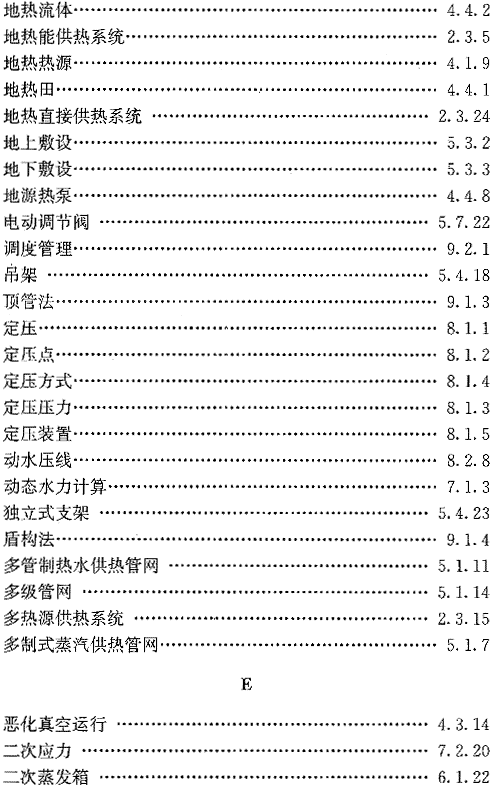 地热流体…………………………………… 4.4.2
地热能供热系统…………………………… 2.3.5
地热热源…………………………………… 4.1.9
地热田……………………………………… 4.4.1
地热直接供热系统 ………………………… 2.3.24
地上敷设…………………………………… 5.3.2
地下敷设…………………………………… 5.3.3
地源热泵…………………………………… 4.4.8
电动调节阀 ………………………………… 5.7.22
调度管理…………………………………… 9.2.1
吊架 ………………………………………… 5.4.18
顶管法……………………………………… 9.1.3
定压………………………………………… 8.1.1
定压点……………………………………… 8.1.2
定压方式…………………………………… 8.1.4
定压压力…………………………………… 8.1.3
定压装置…………………………………… 8.1.5
动水压线…………………………………… 8.2.8
动态水力计算……………………………… 7.1.3
独立式支架 ………………………………… 5.4.23
盾构法……………………………………… 9.1.4
多管制热水供热管网 ……………………… 5.1.11
多级管网 …………………………………… 5.1.14
多热源供热系统 …………………………… 2.3.15
多制式蒸汽供热管网……………………… 5.1.7
E
恶化真空运行 ……………………………… 4.3.14
二次应力 …………………………………… 7.2.20
二次蒸发箱 ………………………………… 6.1.22